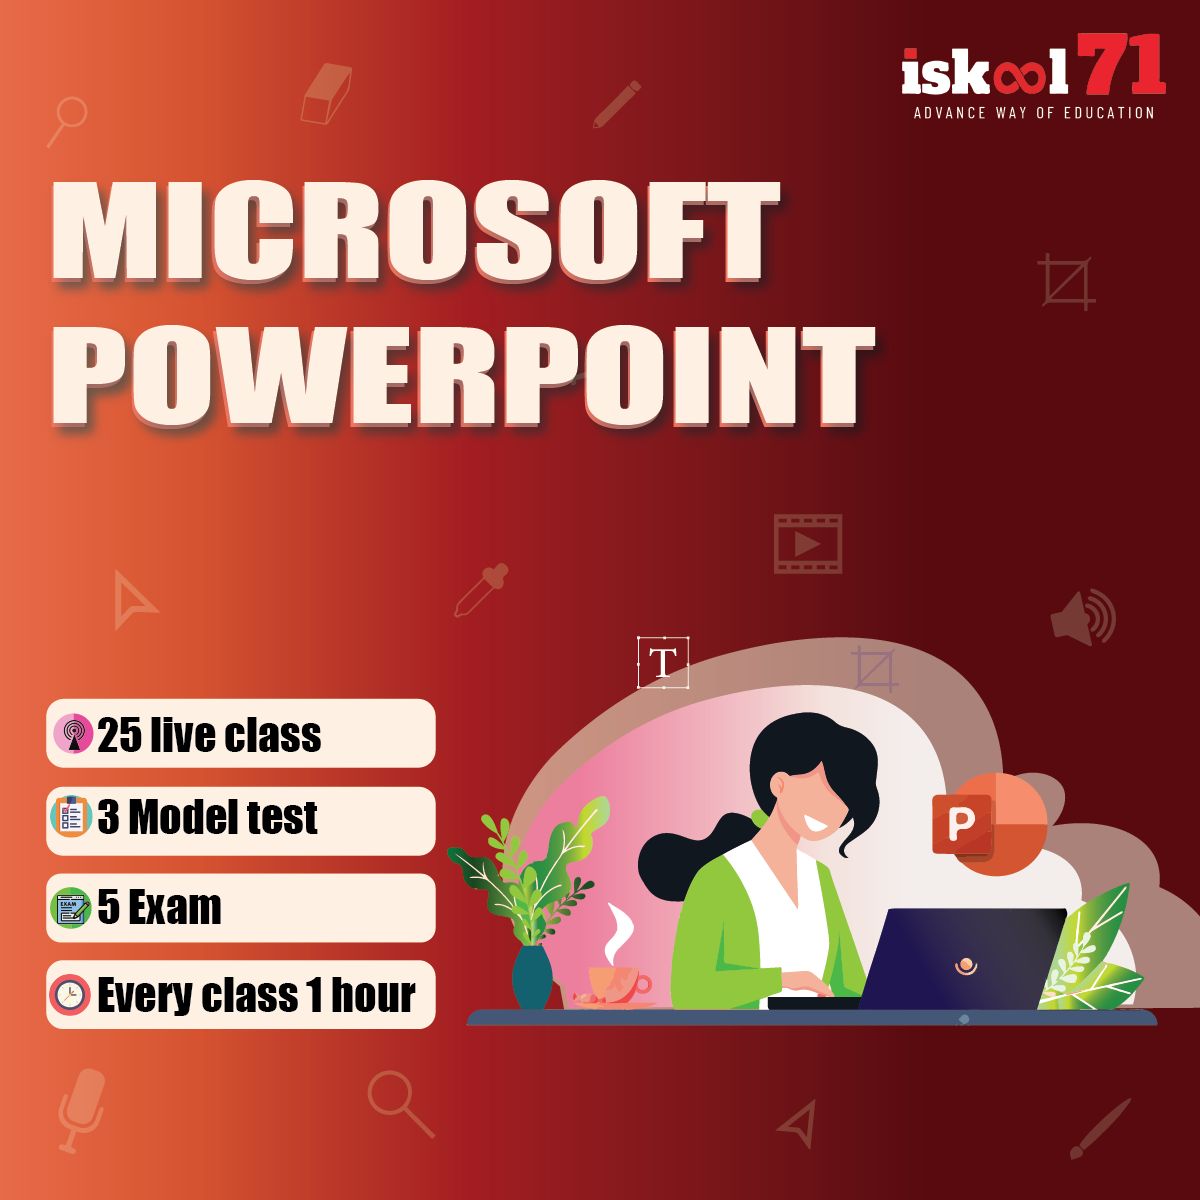 iskool 71
ADVANCE WAY OF EDUCATION
MICROSOFT
POWERPOINT
T
25 live class
3 Model test
EXAM
5 Exam
Every class 1 hour
P